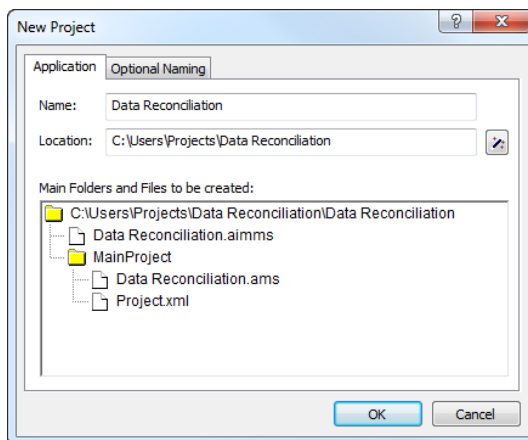 New Project
Application
Optional Naming
Name:
Data Reconciliation
Location:
C:\Users\Projects\Data Reconciliation
Main Folders and Files to be created:
C:\Users\Projects\Data Reconciliation\Data Reconciliation
Data Reconciliation.aimms
MainProject
Data Reconciliation.ams
Project.xml
OK
Cancel